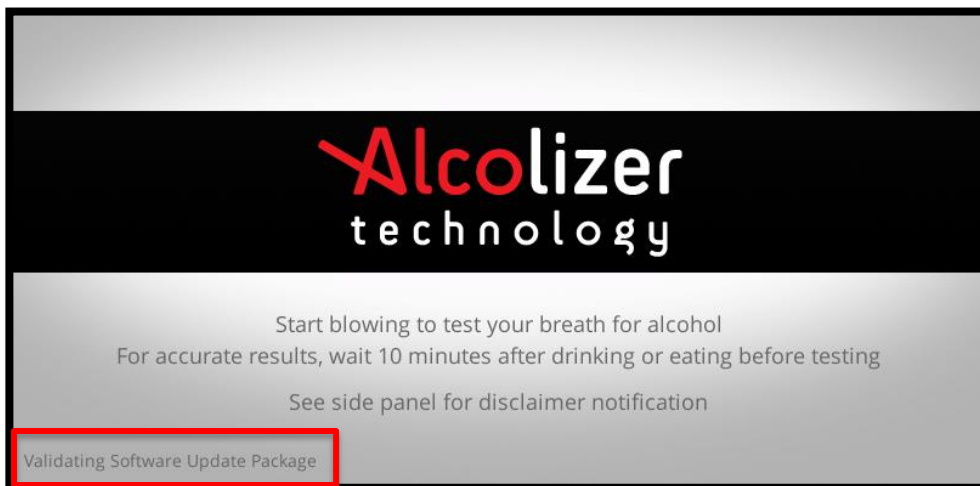 Alcolizer
technology
Start blowing to test your breath for alcohol
For accurate results, wait 10 minutes after drinking or eating before testing
See side panel for disclaimer notification
Validating Software Update Package